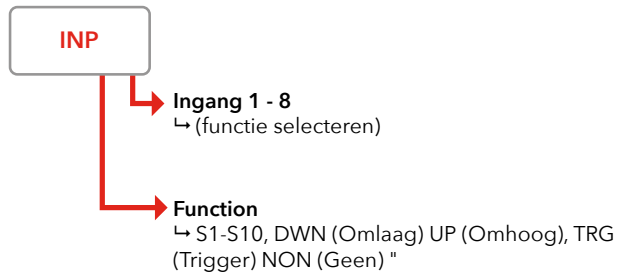 INP
Ingang 1 - 8
↳ (functie selecteren)
Function
↳ S1-S10, DWN (Omlaag) UP (Omhoog), TRG
(Trigger) NON (Geen) "